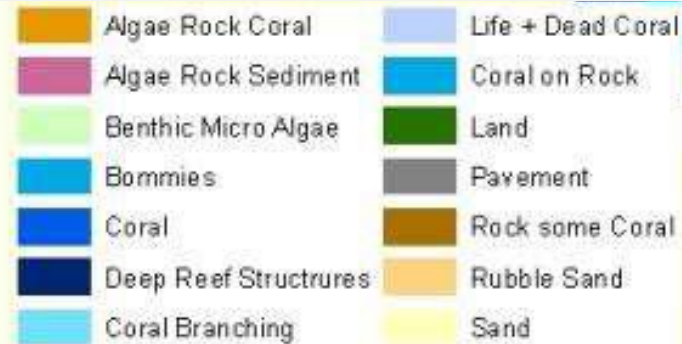 Algae Rock Coral
Algae Rock Sediment
Benthic Micro Algae
Bommies
Coral
Deep Reef Structrures
Coral Branching
Life + Dead Coral
Coral on Rock
Land
Pavement
Rock some Coral
Rubble Sand
Sand